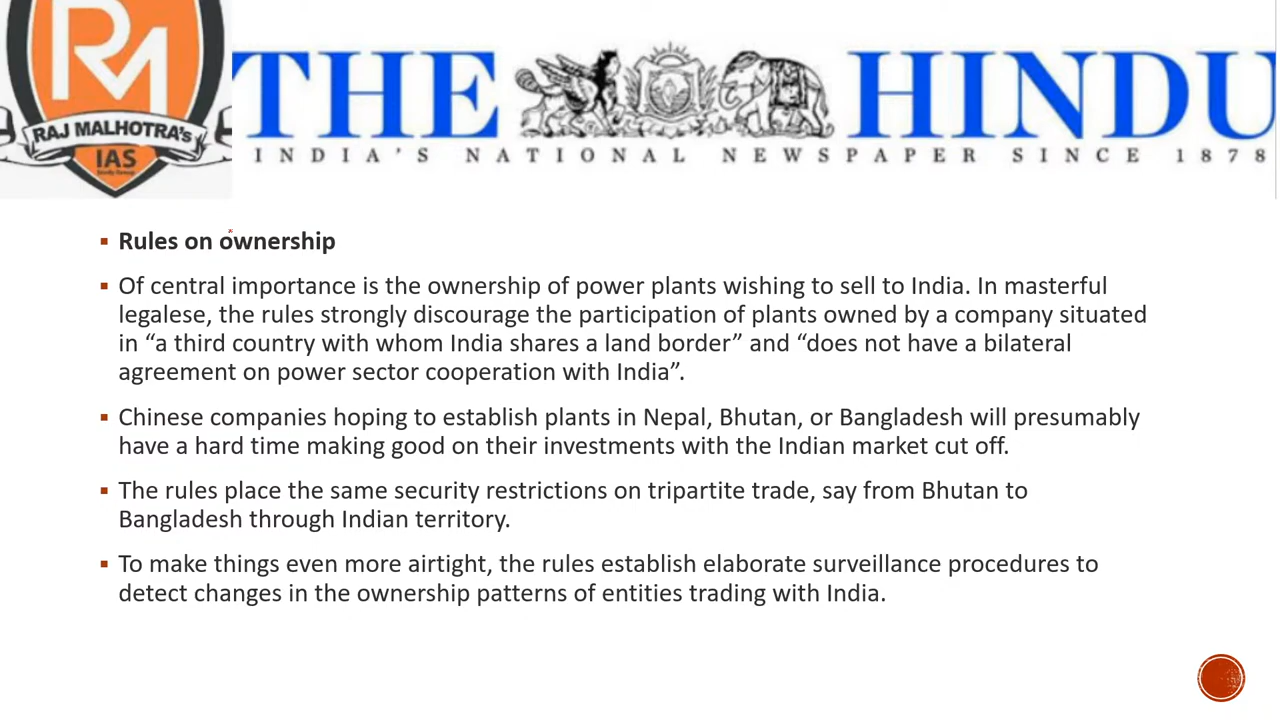 RM
RAJ MALHOTRA's
IAS
Study Group
THE HINDU
INDIA'S NATIONAL NEWSPAPER SINCE 1878
Rules on ownership
Of central importance is the ownership of power plants wishing to sell to India. In masterful
legalese, the rules strongly discourage the participation of plants owned by a company situated
in “a third country with whom India shares a land border” and “does not have a bilateral
agreement on power sector cooperation with India”.
Chinese companies hoping to establish plants in Nepal, Bhutan, or Bangladesh will presumably
have a hard time making good on their investments with the Indian market cut off.
The rules place the same security restrictions on tripartite trade, say from Bhutan to
Bangladesh through Indian territory.
To make things even more airtight, the rules establish elaborate surveillance procedures to
detect changes in the ownership patterns of entities trading with India.